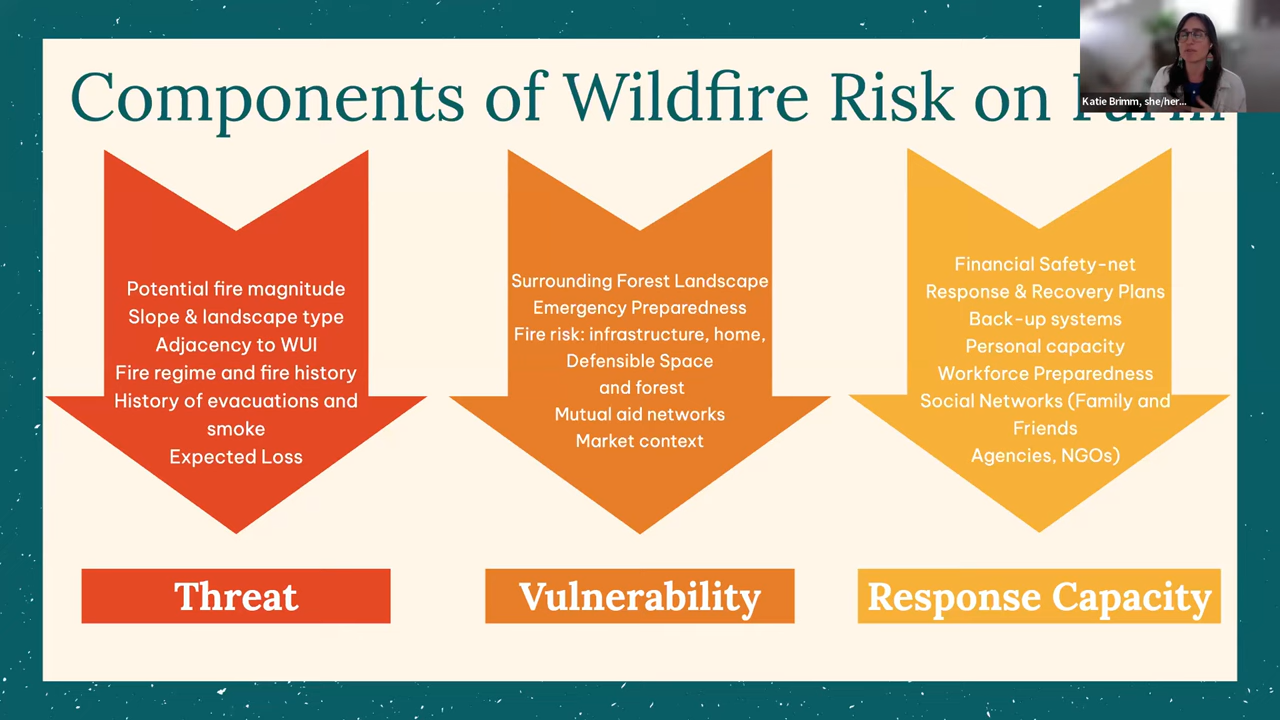 Components of Wildfire Risk on Farm
Katie Brimm, she/her...
Potential fire magnitude
Slope & landscape type
Adjacency to WUI
Fire regime and fire history
History of evacuations and
smoke
Expected Loss
Threat
Surrounding Forest Landscape
Emergency Preparedness
Fire risk: infrastructure, home,
Defensible Space
and forest
Mutual aid networks
Market context
Vulnerability
Financial Safety-net
Response & Recovery Plans
Back-up systems
Personal capacity
Workforce Preparedness
Social Networks (Family and
Friends
Agencies, NGOs)
Response Capacity